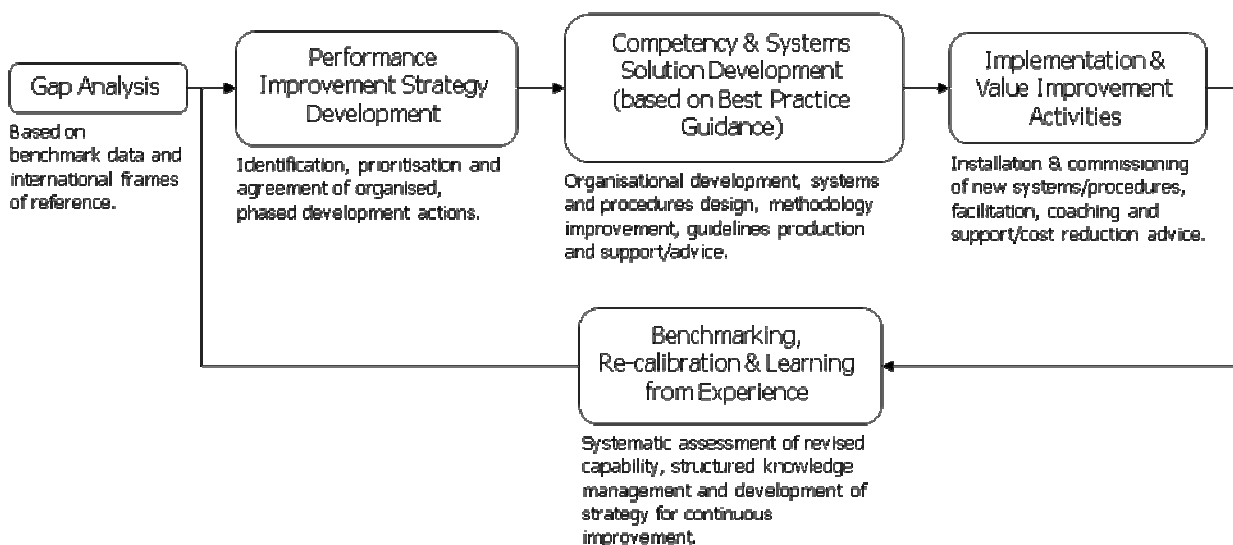 Gap Analysis
Based on
benchmark data and
international frames
of reference.
Performance
Improvement Strategy
Development
Identification, prioritisation and
agreement of organised,
phased development actions.
Competency & Systems
Solution Development
(based on Best Practice
Guidance)
Organisational development, systems
and procedures design, methodology
improvement, guidelines production
and support/advice.
Implementation &
Value Improvement
Activities
Installation & commissioning
of new systems/procedures,
facilitation, coaching and
support/cost reduction advice.
Benchmarking,
Re-calibration & Learning
from Experience
Systematic assessment of revised
capability, structured knowledge
management and development of
strategy for continuous
improvement.